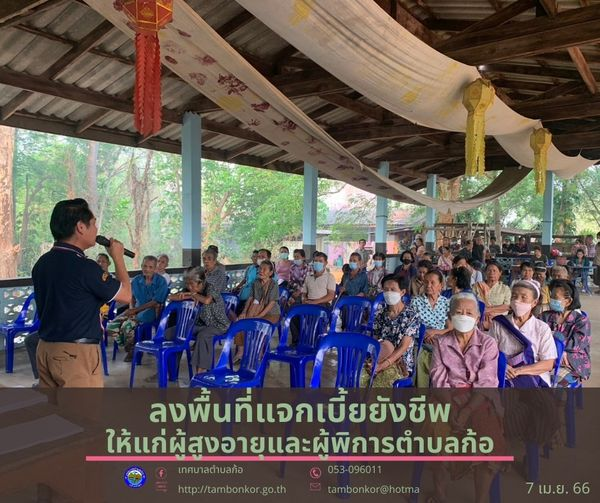 ลงพื้นที่แจกเบี้ยยังชีพ
ให้แก่ผู้สูงอายุและผู้พิการตำบลก้อ
เทศบาลตำบลก้อ
053-096011
http://tambonkor.go.th
tambonkor@hotma
7 เม.ย. 66